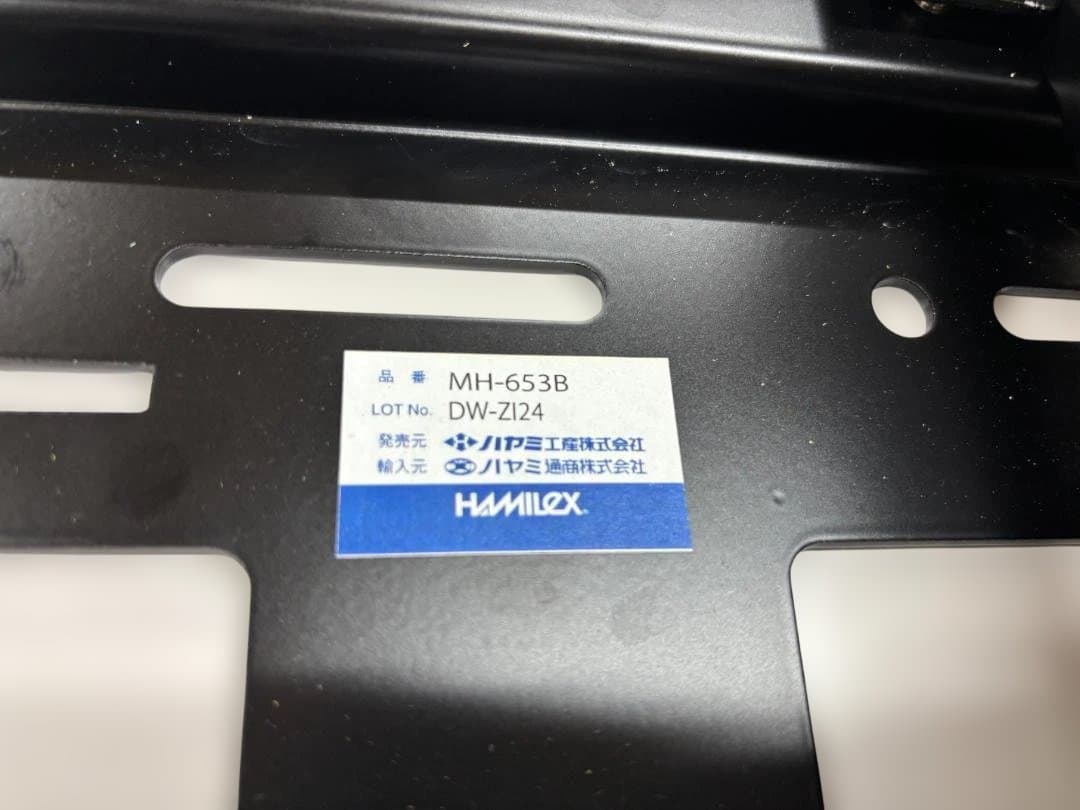 品 番 MH-653B
LOT No. DW-ZI24
発売元 ハヤミ工産株式会社
輸入元 ハヤミ通商株式会社
HAMILEX